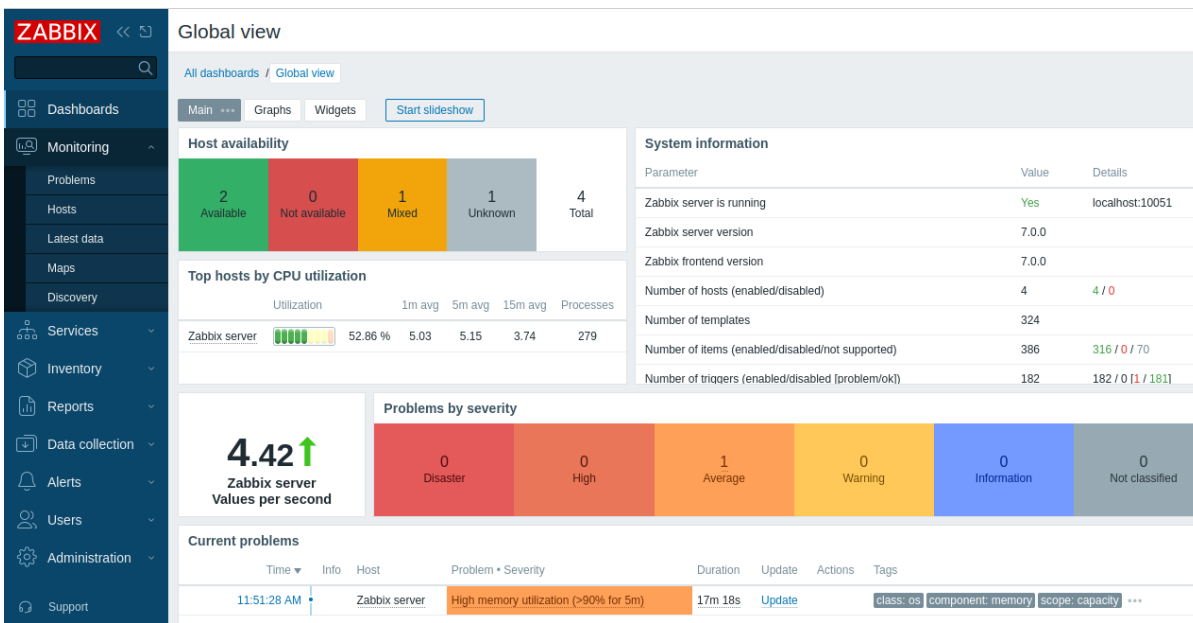 ZABBIX
Dashboards
Monitoring
Problems
Hosts
Latest data
Maps
Discovery
Services
Inventory
Reports
Data collection
Alerts
Users
Administration
Support
Global view
All dashboards / Global view
Main Graphs Widgets Start slideshow
Host availability
2 0 1 1 4
Available Not available Mixed Unknown Total
Top hosts by CPU utilization
Utilization 1m avg 5m avg 15m avg Processes
Zabbix server 52.86 % 5.03 5.15 3.74 279
System information
Parameter Value Details
Zabbix server is running Yes localhost:10051
Zabbix server version 7.0.0
Zabbix frontend version 7.0.0
Number of hosts (enabled/disabled) 4 4 / 0
Number of templates 324
Number of items (enabled/disabled/not supported) 386 316 / 0 / 70
Number of triggers (enabled/disabled [problem/ok]) 182 182 / 0 [1 / 181]
4.42
Zabbix server
Values per second
Problems by severity
0 0 1 0 0 0
Disaster High Average Warning Information Not classified
Current problems
Time Info Host Problem • Severity Duration Update Actions Tags
11:51:28 AM Zabbix server High memory utilization (>90% for 5m) 17m 18s Update class: os component: memory scope: capacity